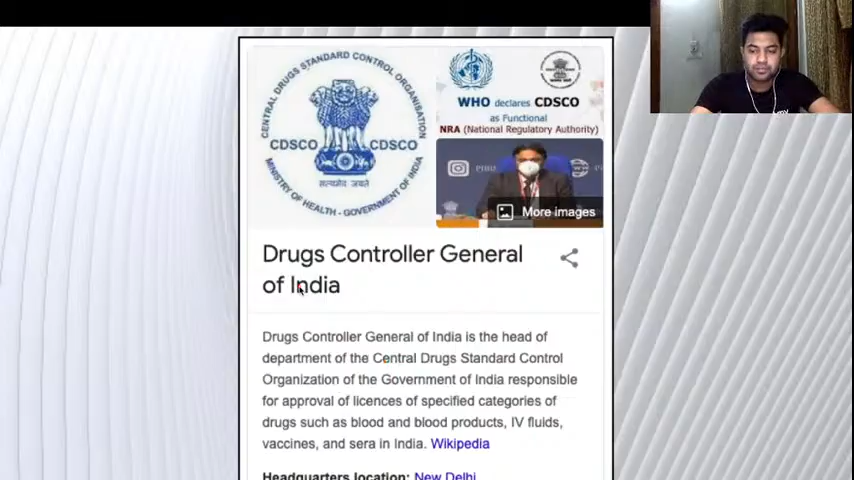 CENTRAL DRUGS STANDARD CONTROL ORGANISATION
CDSCO CDSCO
सत्यमेव जयते
MINISTRY OF HEALTH - GOVERNMENT OF INDIA
WHO declares CDSCO
as Functional
NRA (National Regulatory Authority)
More images
Drugs Controller General
of India
Drugs Controller General of India is the head of
department of the Central Drugs Standard Control
Organization of the Government of India responsible
for approval of licences of specified categories of
drugs such as blood and blood products, IV fluids,
vaccines, and sera in India. Wikipedia
Headquarters location: New Delhi